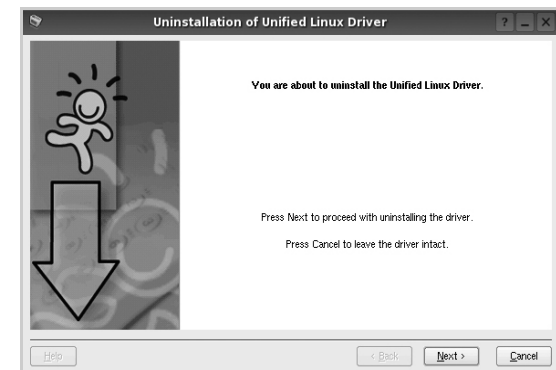 Uninstallation of Unified Linux Driver
You are about to uninstall the Unified Linux Driver.
Press Next to proceed with uninstalling the driver.
Press Cancel to leave the driver intact.
Help
< Back
Next >
Cancel